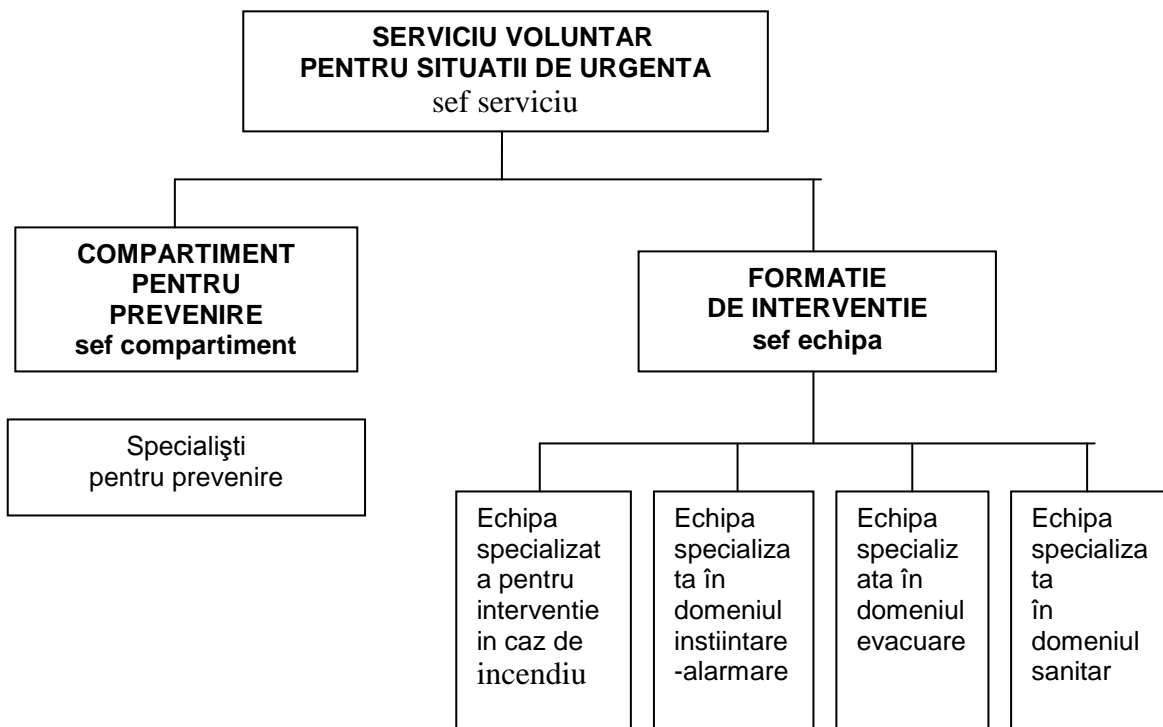 SERVICIU VOLUNTAR
PENTRU SITUATII DE URGENTA
sef serviciu
COMPARTIMENT
PENTRU
PREVENIRE
sef compartiment
FORMATIE
DE INTERVENTIE
sef echipa
Specialişti
pentru prevenire
Echipa
specializat
a pentru
interventie
in caz de
incendiu
Echipa
specializa
ta în
domeniul
instiintare
-alarmare
Echipa
specializ
ata în
domeniul
evacuare
Echipa
specializa
ta
în
domeniul
sanitar